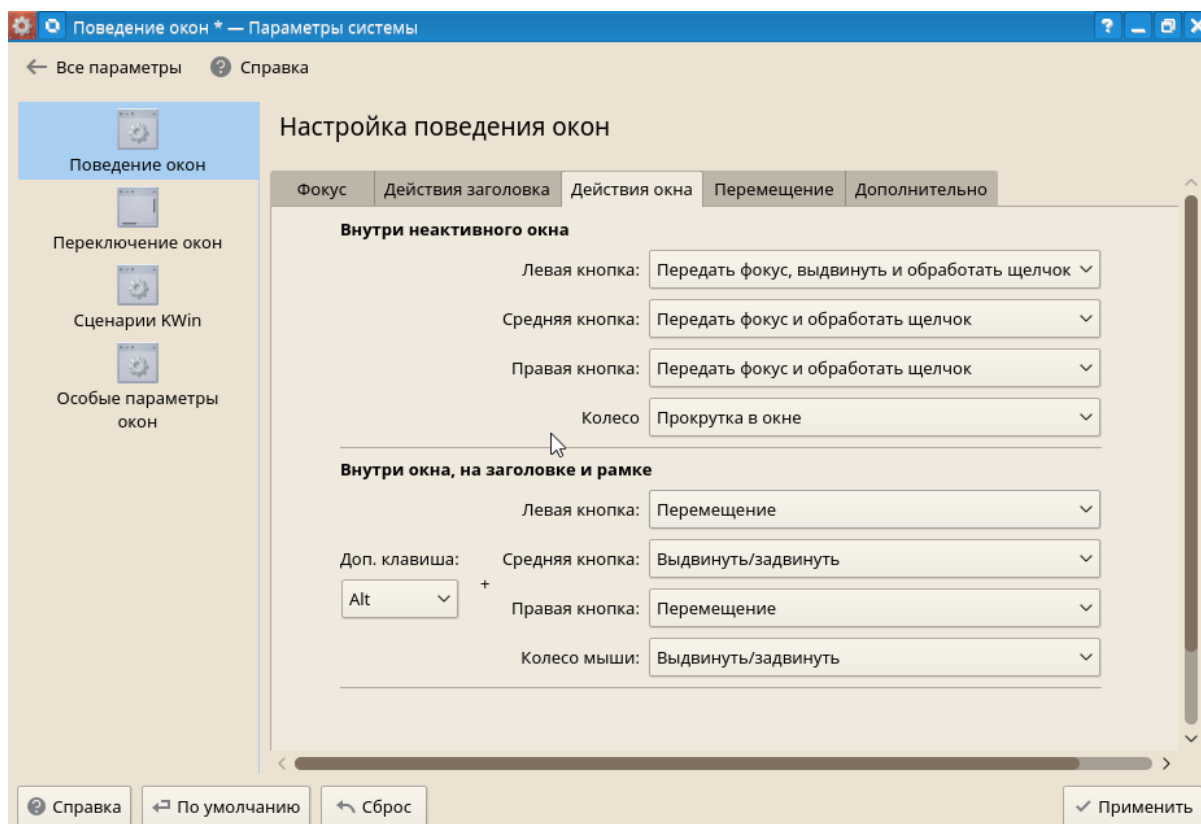 Поведение окон * — Параметры системы
Все параметры Справка
Поведение окон
Переключение окон
Сценарии KWin
Особые параметры
окон
Настройка поведения окон
Фокус Действия заголовка Действия окна Перемещение Дополнительно
Внутри неактивного окна
Левая кнопка: Передать фокус, выдвинуть и обработать щелчок
Средняя кнопка: Передать фокус и обработать щелчок
Правая кнопка: Передать фокус и обработать щелчок
Колесо Прокрутка в окне
Внутри окна, на заголовке и рамке
Левая кнопка: Перемещение
Доп. клавиша: Средняя кнопка: Выдвинуть/задвинуть
Alt + Правая кнопка: Перемещение
Колесо мыши: Выдвинуть/задвинуть
Справка По умолчанию Сброс Применить